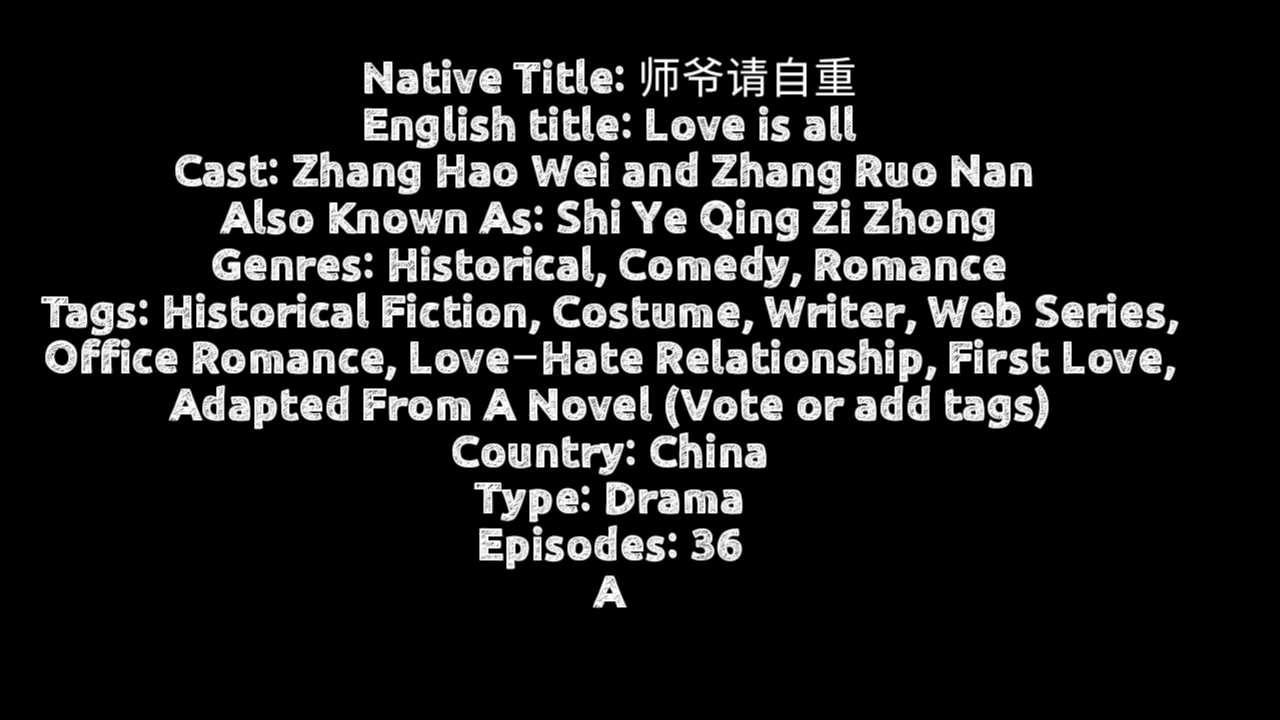 Native Title: 师爷请自重
English title: Love is all
Cast: Zhang Hao Wei and Zhang Ruo Nan
Also Known As: Shi Ye Qing Zi Zhong
Genres: Historical, Comedy, Romance
Tags: Historical Fiction, Costume, Writer, Web Series,
Office Romance, Love-Hate Relationship, First Love,
Adapted From A Novel (Vote or add tags)
Country: China
Type: Drama
Episodes: 36
A